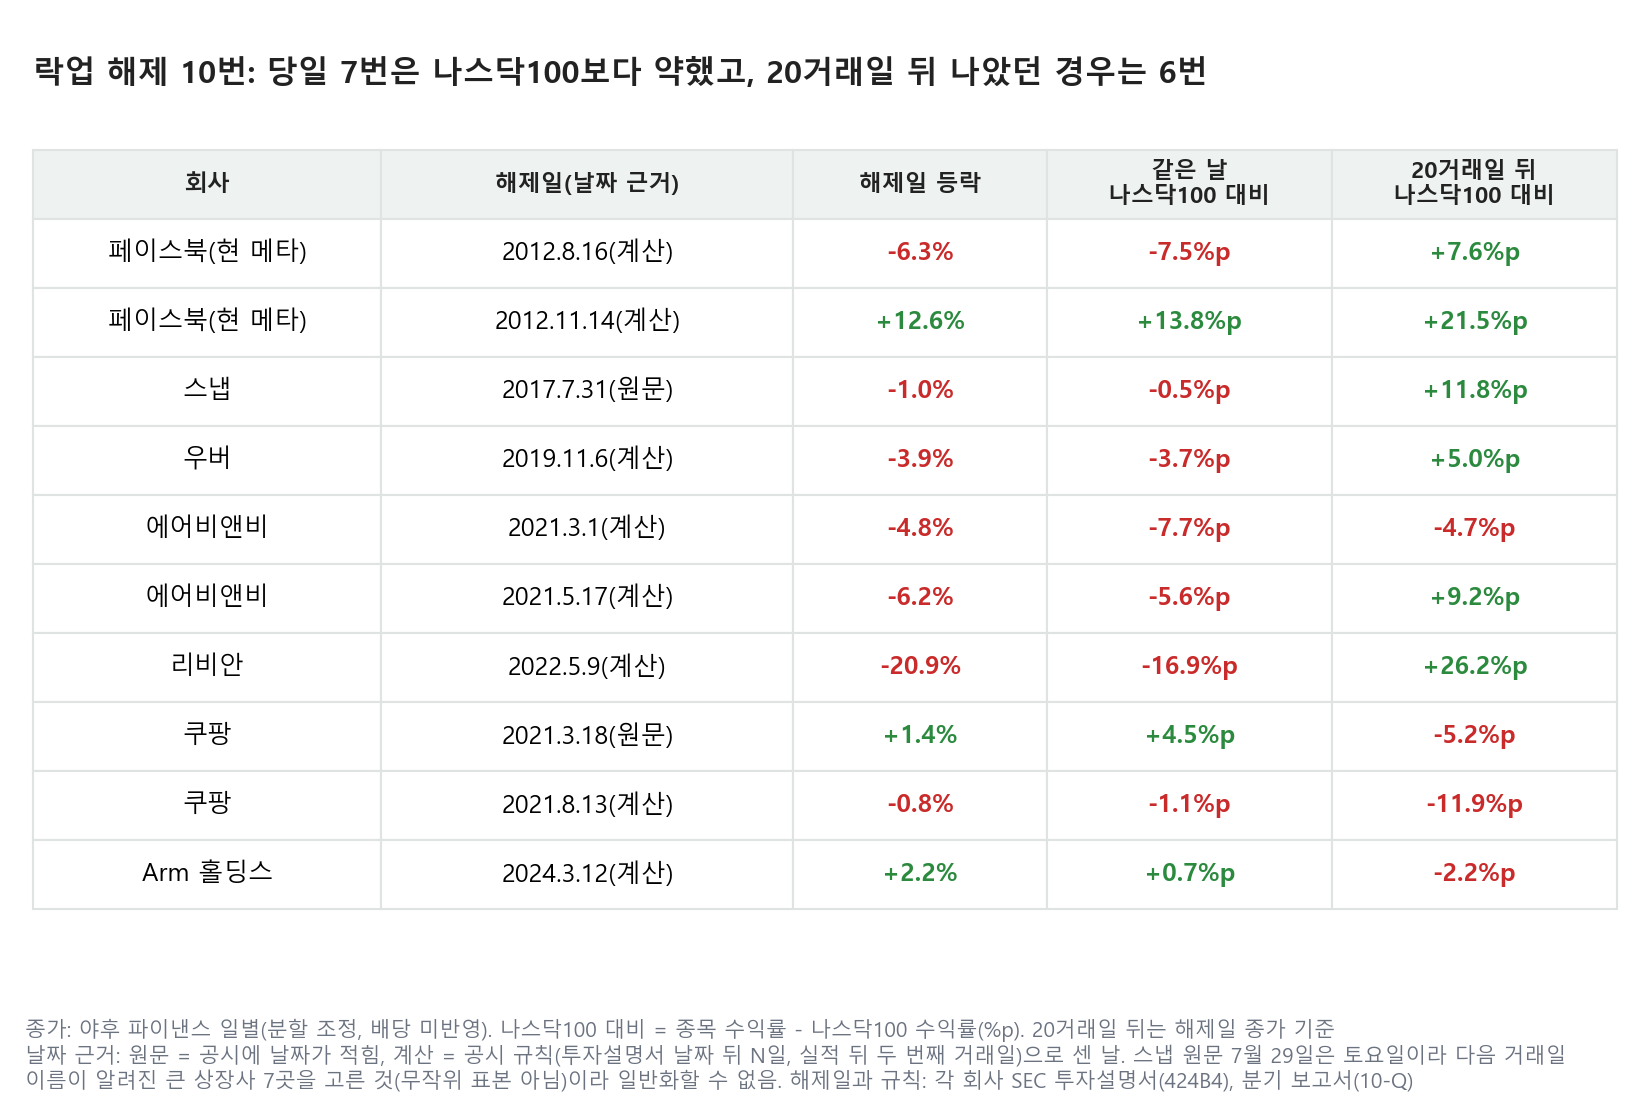 락업 해제 10번: 당일 7번은 나스닥100보다 약했고, 20거래일 뒤 나았던 경우는 6번
회사 해제일(날짜 근거) 해제일 등락 같은 날 나스닥100 대비 20거래일 뒤 나스닥100 대비
페이스북(현 메타) 2012.8.16(계산) -6.3% -7.5%p +7.6%p
페이스북(현 메타) 2012.11.14(계산) +12.6% +13.8%p +21.5%p
스냅 2017.7.31(원문) -1.0% -0.5%p +11.8%p
우버 2019.11.6(계산) -3.9% -3.7%p +5.0%p
에어비앤비 2021.3.1(계산) -4.8% -7.7%p -4.7%p
에어비앤비 2021.5.17(계산) -6.2% -5.6%p +9.2%p
리비안 2022.5.9(계산) -20.9% -16.9%p +26.2%p
쿠팡 2021.3.18(원문) +1.4% +4.5%p -5.2%p
쿠팡 2021.8.13(계산) -0.8% -1.1%p -11.9%p
Arm 홀딩스 2024.3.12(계산) +2.2% +0.7%p -2.2%p
종가: 야후 파이낸스 일별(분할 조정, 배당 미반영). 나스닥100 대비 = 종목 수익률 - 나스닥100 수익률(%p). 20거래일 뒤는 해제일 종가 기준
날짜 근거: 원문 = 공시에 날짜가 적힘, 계산 = 공시 규칙(투자설명서 날짜 뒤 N일, 실적 뒤 두 번째 거래일)으로 센 날. 스냅 원문 7월 29일은 토요일이라 다음 거래일
이름이 알려진 큰 상장사 7곳을 고른 것(무작위 표본 아님)이라 일반화할 수 없음. 해제일과 규칙: 각 회사 SEC 투자설명서(424B4), 분기 보고서(10-Q)